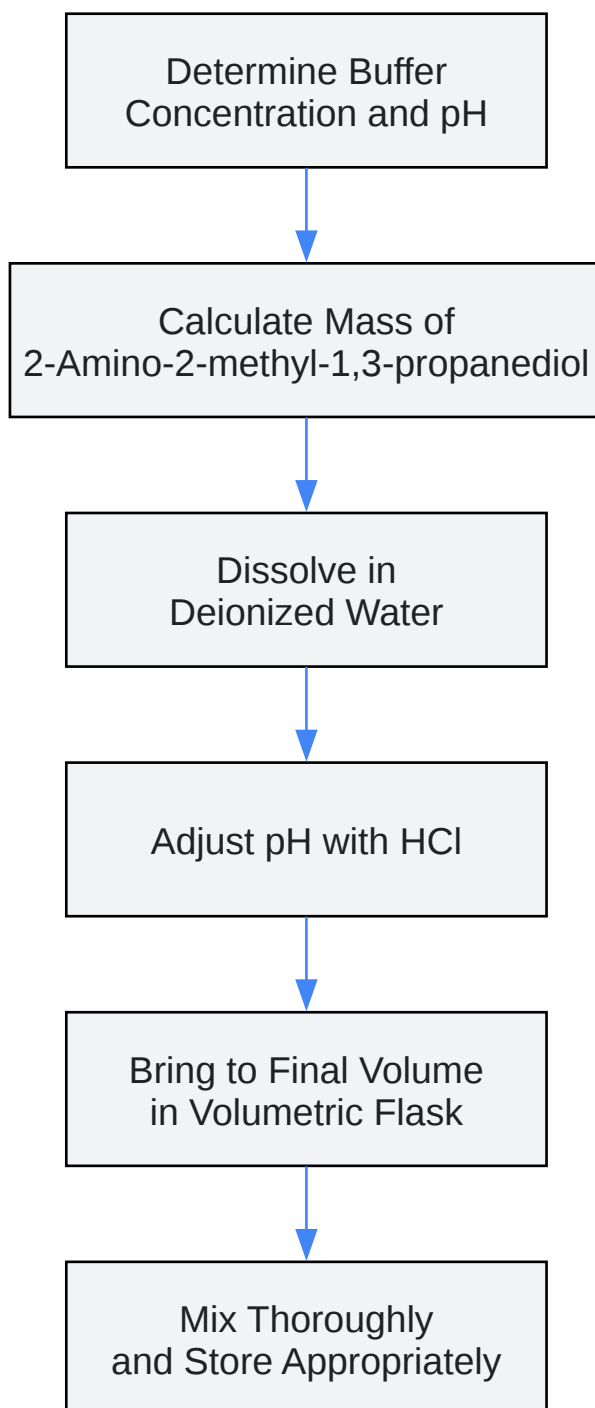 Determine Buffer
Concentration and pH
Calculate Mass of
2-Amino-2-methyl-1,3-propanediol
Dissolve in
Deionized Water
Adjust pH with HCl
Bring to Final Volume
in Volumetric Flask
Mix Thoroughly
and Store Appropriately